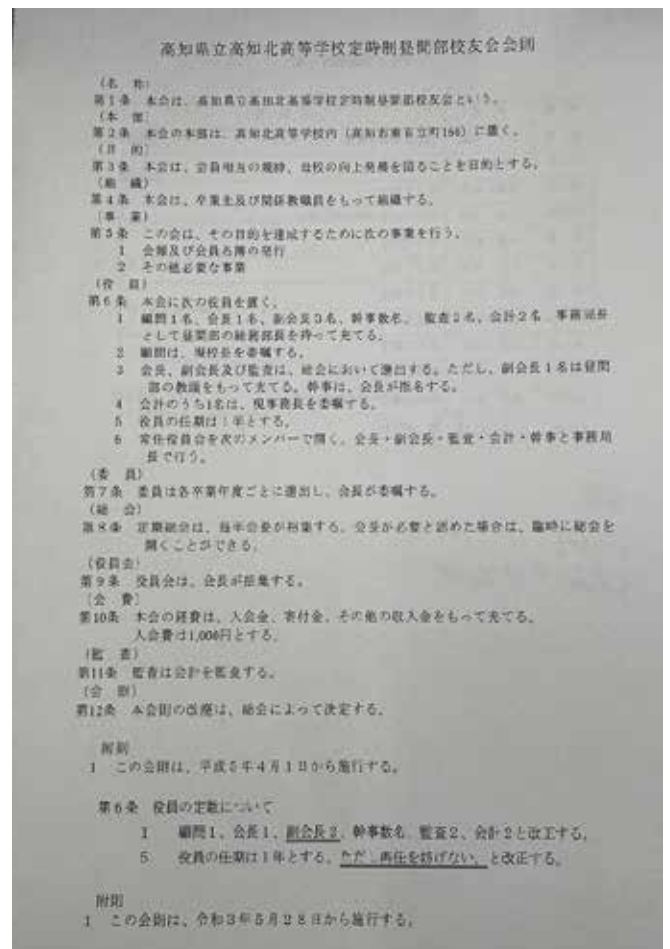 高知県立高知北高等学校定時制昼間部校友会会則
（名　称）
第1条　本会は、高知県立高知北高等学校定時制昼間部校友会という。
（本　部）
第2条　本会の本部は、高知北高等学校内（高知市東石立町160）に置く。
（目　的）
第3条　本会は、会員相互の親睦、母校の向上発展を図ることを目的とする。
（組　織）
第4条　本会は、卒業生及び関係教職員をもって組織する。
（事　業）
第5条　この会は、その目的を達成するために次の事業を行う。
1　会報及び会員名簿の発行
2　その他必要な事業
（役　員）
第6条　本会に次の役員を置く。
1　顧問1名、会長1名、副会長3名、幹事数名、監査2名、会計2名　事務局長
として昼間部の総務部長を持って充てる。
2　顧問は、現校長を委嘱する。
3　会長、副会長及び監査は、総会において選出する。ただし、副会長1名は昼間
部の教頭をもって充てる。幹事は、会長が指名する。
4　会計のうち1名は、現事務長を委嘱する。
5　役員の任期は1年とする。
6　常任役員会を次のメンバーで開く。会長・副会長・監査・会計・幹事と事務局
長で行う。
（委　員）
第7条　委員は各卒業年度ごとに選出し、会長が委嘱する。
（総　会）
第8条　定期総会は、毎年会長が招集する。会長が必要と認めた場合は、臨時に総会を
開くことができる。
（役員会）
第9条　役員会は、会長が招集する。
（会　費）
第10条　本会の経費は、入会金、寄付金、その他の収入金をもって充てる。
入会費は1,000円とする。
（監　査）
第11条　監査は会計を監査する。
（会　則）
第12条　本会則の改廃は、総会によって決定する。
附則
1　この会則は、平成5年4月1日から施行する。
第6条　役員の定数について
1　顧問1、会長1、副会長2、幹事数名、監査2、会計2と改正する。
5　役員の任期は1年とする。ただし再任を妨げない。と改正する。
附則
1　この会則は、令和3年5月28日から施行する。